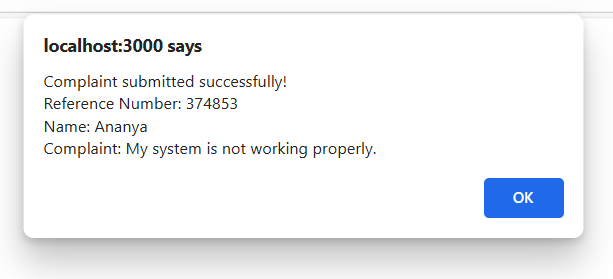 localhost:3000 says
Complaint submitted successfully!
Reference Number: 374853
Name: Ananya
Complaint: My system is not working properly.
OK